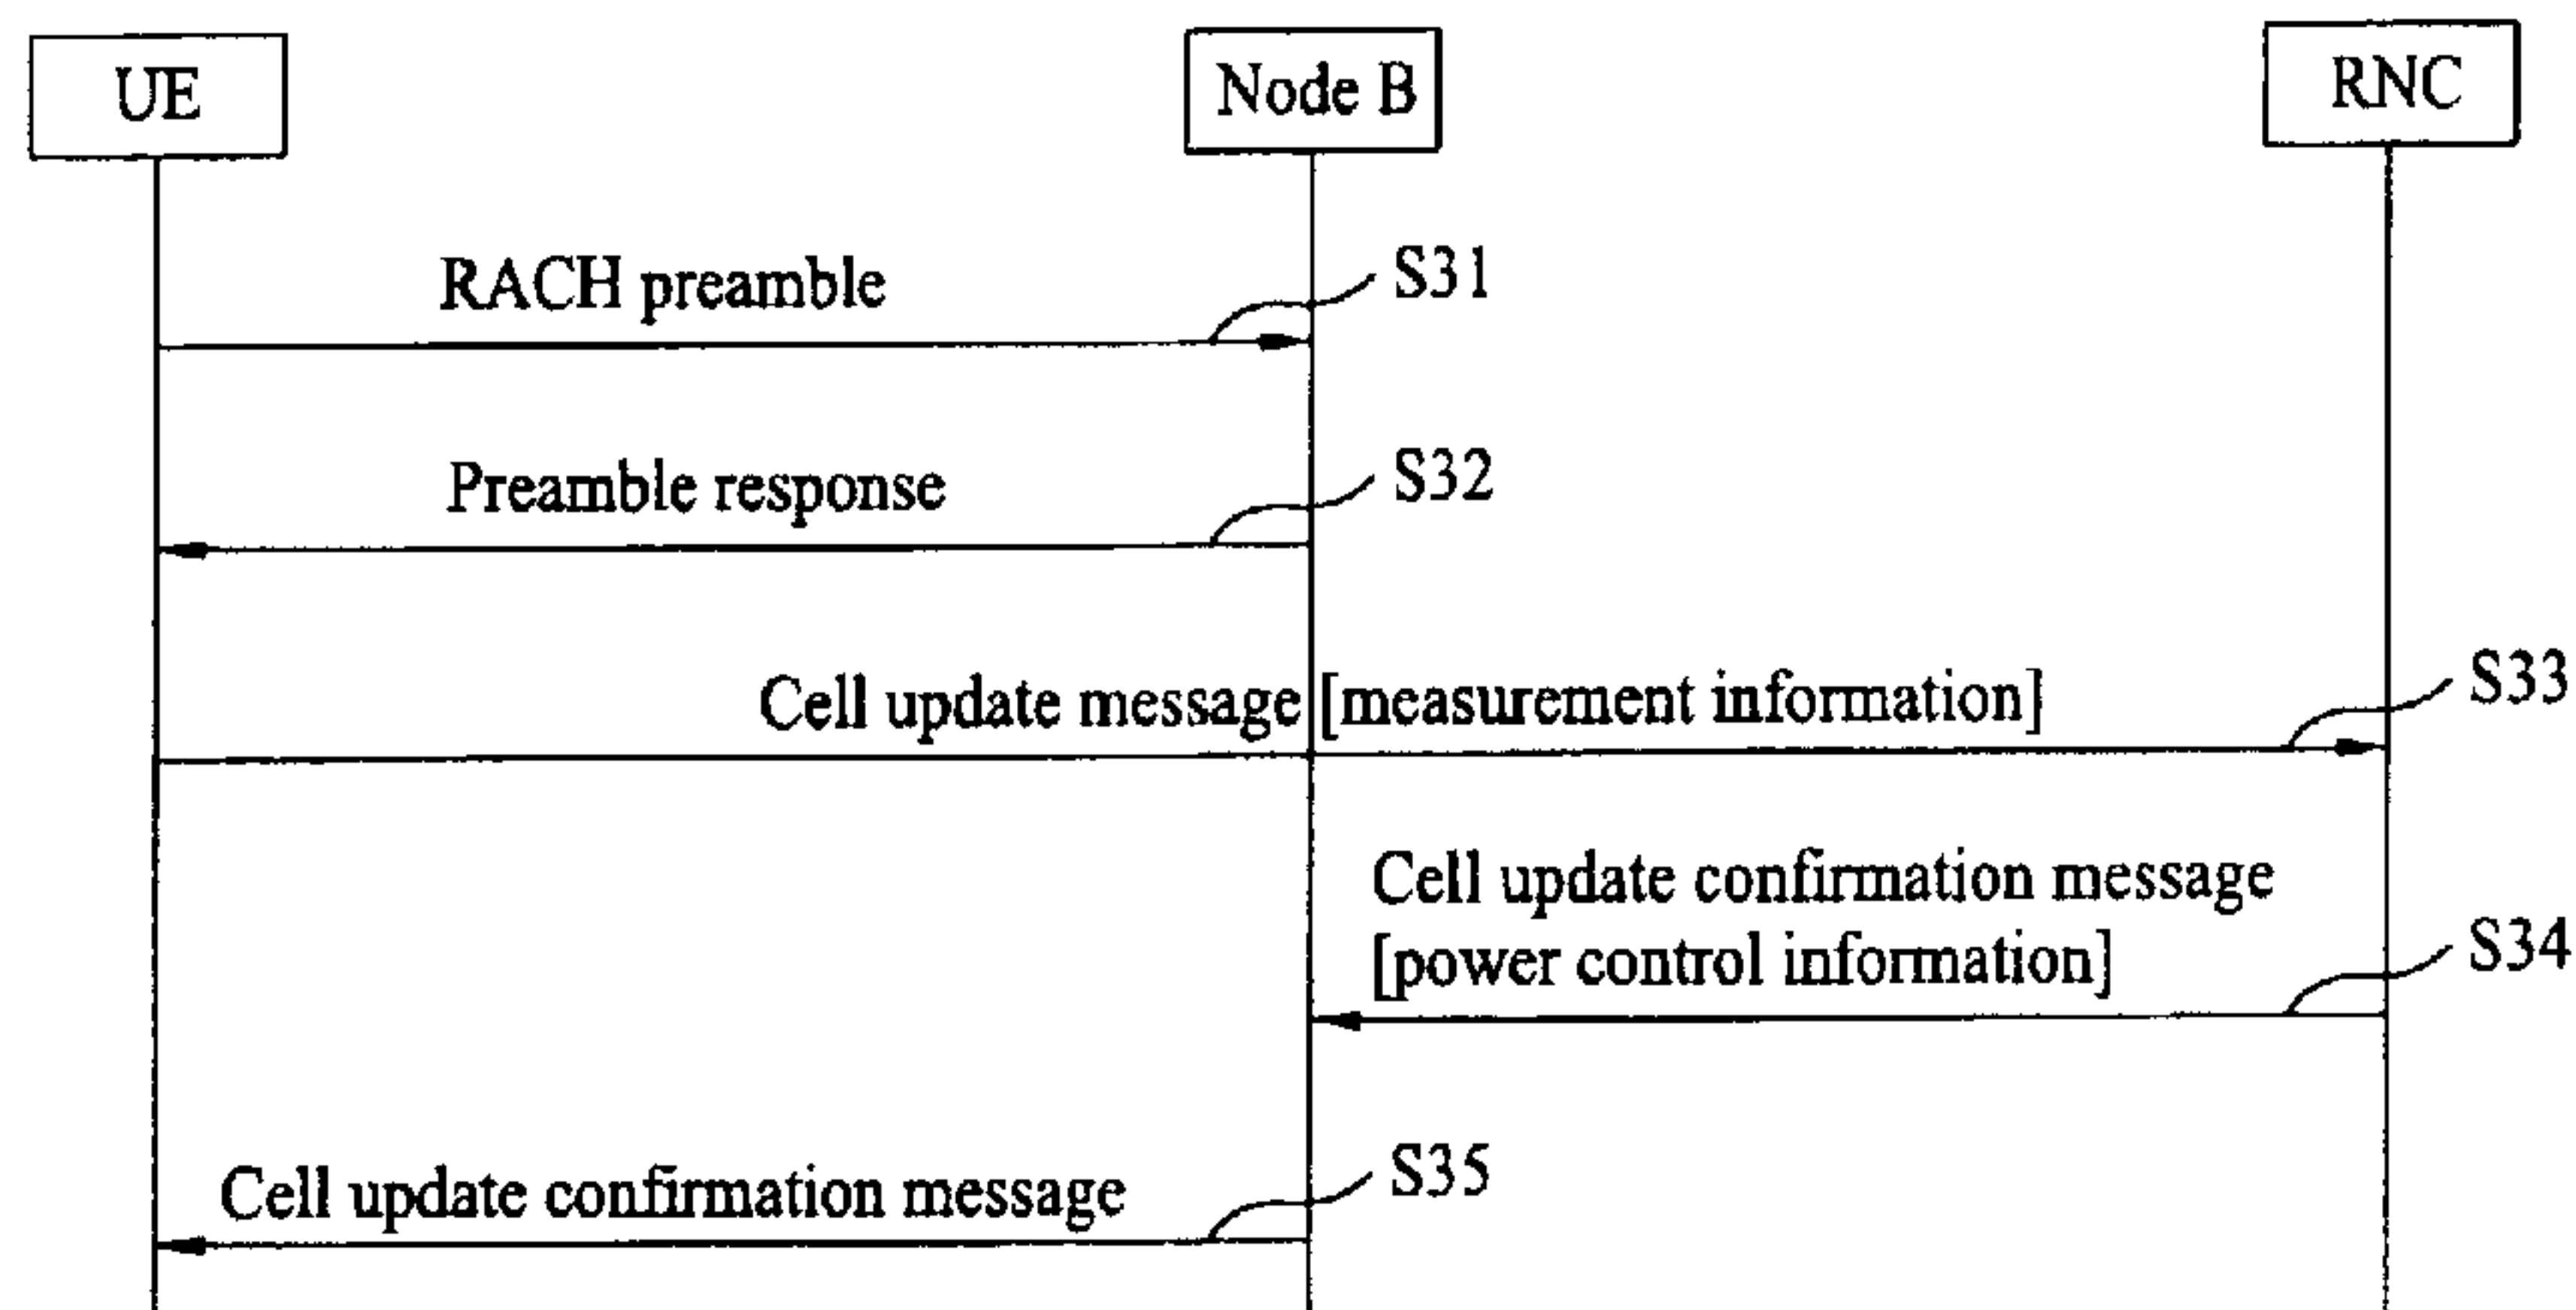 UE
Node B
RNC
RACH preamble
S31
Preamble response
S32
Cell update message [measurement information]
S33
Cell update confirmation message
[power control information]
S34
Cell update confirmation message
S35